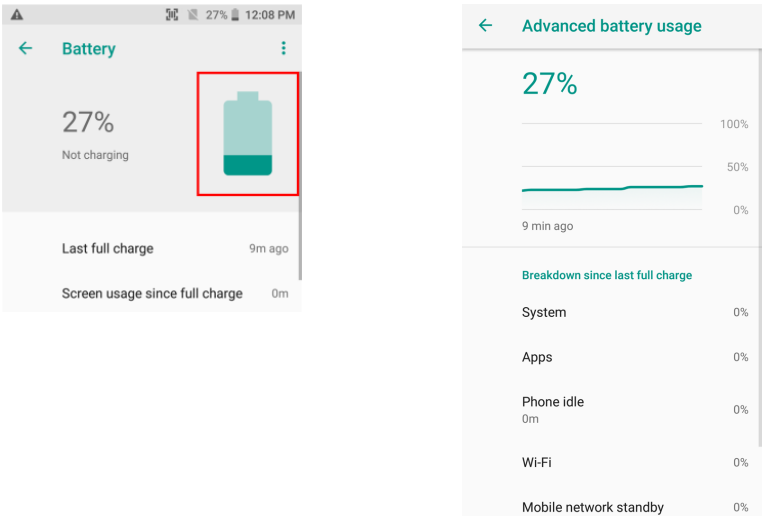 27% 12:08 PM
Battery
27%
Not charging
Last full charge 9m ago
Screen usage since full charge 0m
Advanced battery usage
27%
100%
50%
0%
9 min ago
Breakdown since last full charge
System 0%
Apps 0%
Phone idle 0%
0m
Wi-Fi 0%
Mobile network standby 0%